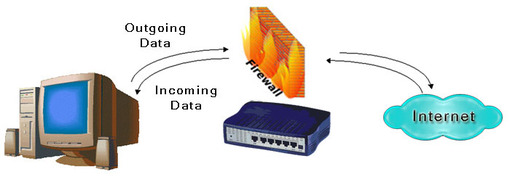 Outgoing
Data
Incoming
Data
Firewall
Internet